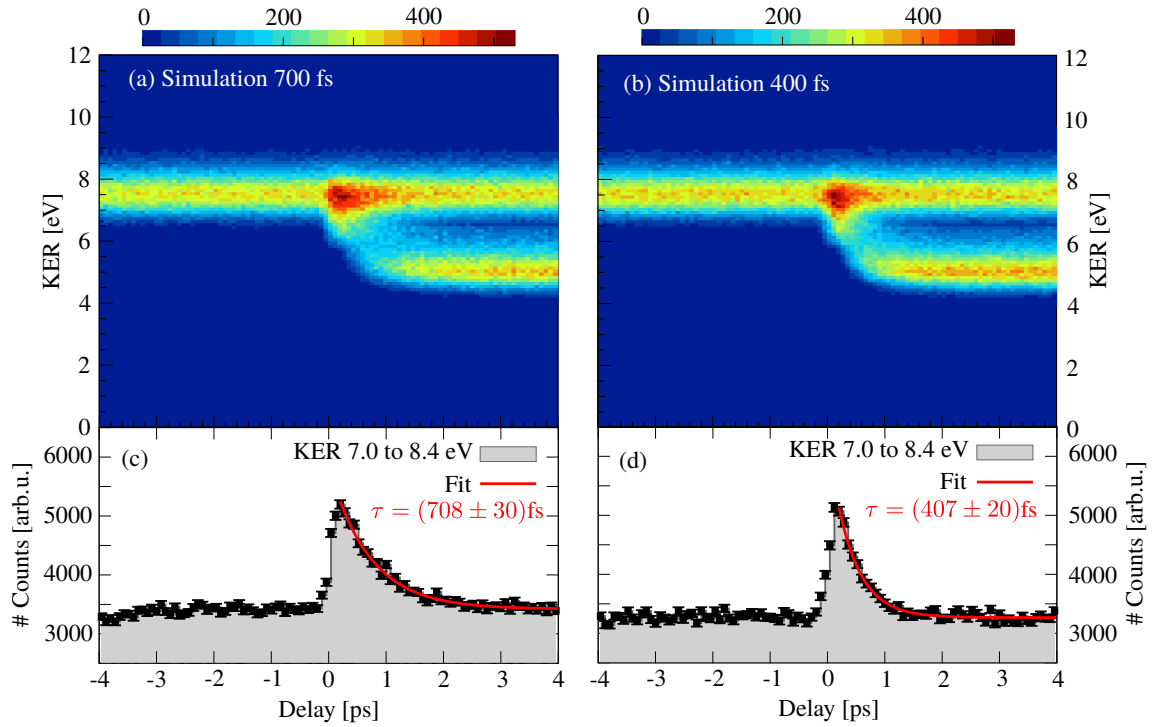 0 200 400
0 200 400
(a) Simulation 700 fs
(b) Simulation 400 fs
12
10
8
6
4
2
0
KER [eV]
12
10
8
6
4
2
0
KER [eV]
(c)
KER 7.0 to 8.4 eV
Fit
τ = (708 ± 30)fs
6000
5000
4000
3000
# Counts [arb.u.]
-4 -3 -2 -1 0 1 2 3 4
Delay [ps]
(d)
KER 7.0 to 8.4 eV
Fit
τ = (407 ± 20)fs
6000
5000
4000
3000
# Counts [arb.u.]
-4 -3 -2 -1 0 1 2 3 4
Delay [ps]